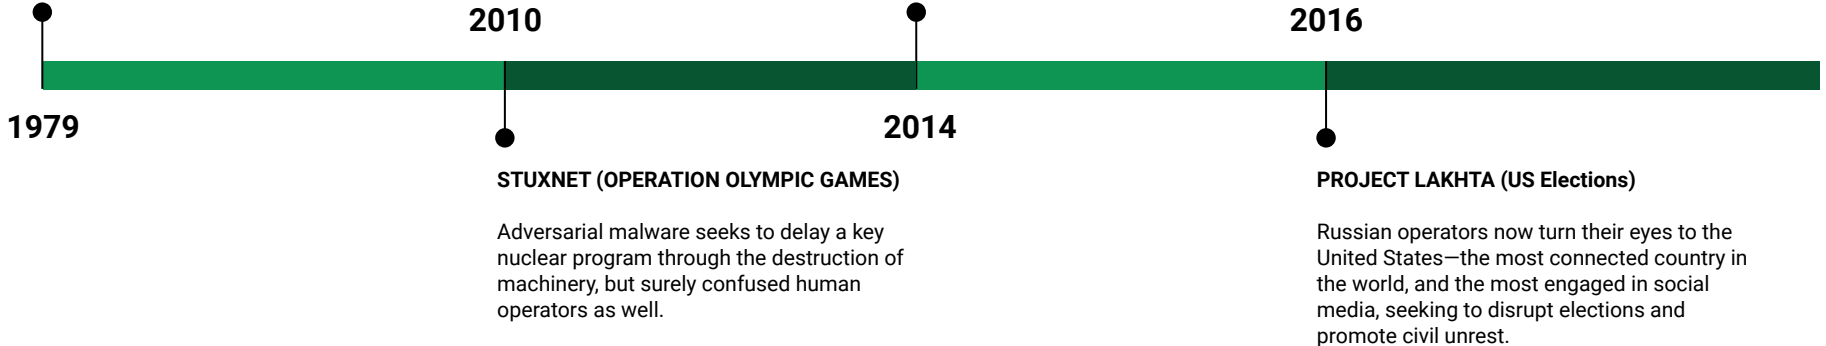 2010
2016
1979
2014
STUXNET (OPERATION OLYMPIC GAMES)
Adversarial malware seeks to delay a key
nuclear program through the destruction of
machinery, but surely confused human
operators as well.
PROJECT LAKHTA (US Elections)
Russian operators now turn their eyes to the
United States—the most connected country in
the world, and the most engaged in social
media, seeking to disrupt elections and
promote civil unrest.